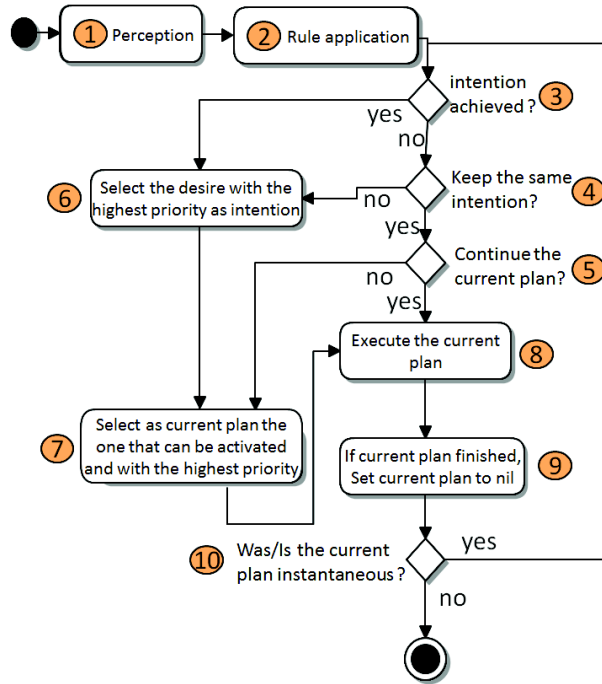 1 Perception
2 Rule application
intention
achieved ? 3
yes
no
Keep the same
intention? 4
6 Select the desire with the
highest priority as intention
no
yes
Continue the
current plan? 5
no
yes
Execute the current
plan 8
7 Select as current plan the
one that can be activated
and with the highest priority
If current plan finished,
Set current plan to nil 9
10 Was/Is the current
plan instantaneous ?
yes
no